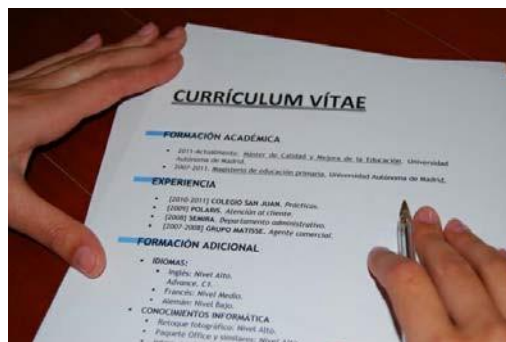 CURRÍCULUM VÍTAE
FORMACIÓN ACADÉMICA
• 2011-Actualmente. Máster de Calidad y Mejora de la Educación. Universidad
Autónoma de Madrid.
• 2007-2011. Magisterio de educación primaria. Universidad Autónoma de Madrid.
EXPERIENCIA
• [2010-2011] COLEGIO SAN JUAN. Prácticas.
• [2009] POLARIS. Atención al cliente.
• [2008] SEMIRA. Departamento administrativo.
• [2007-2008] GRUPO MATISSE. Agente comercial.
FORMACIÓN ADICIONAL
• IDIOMAS:
• Inglés: Nivel Alto.
Advance, C1.
• Francés: Nivel Medio.
• Alemán: Nivel Bajo.
• CONOCIMIENTOS INFORMÁTICA
• Retoque fotográfico: Nivel Alto.
• Paquete Office y similares: Nivel Alto